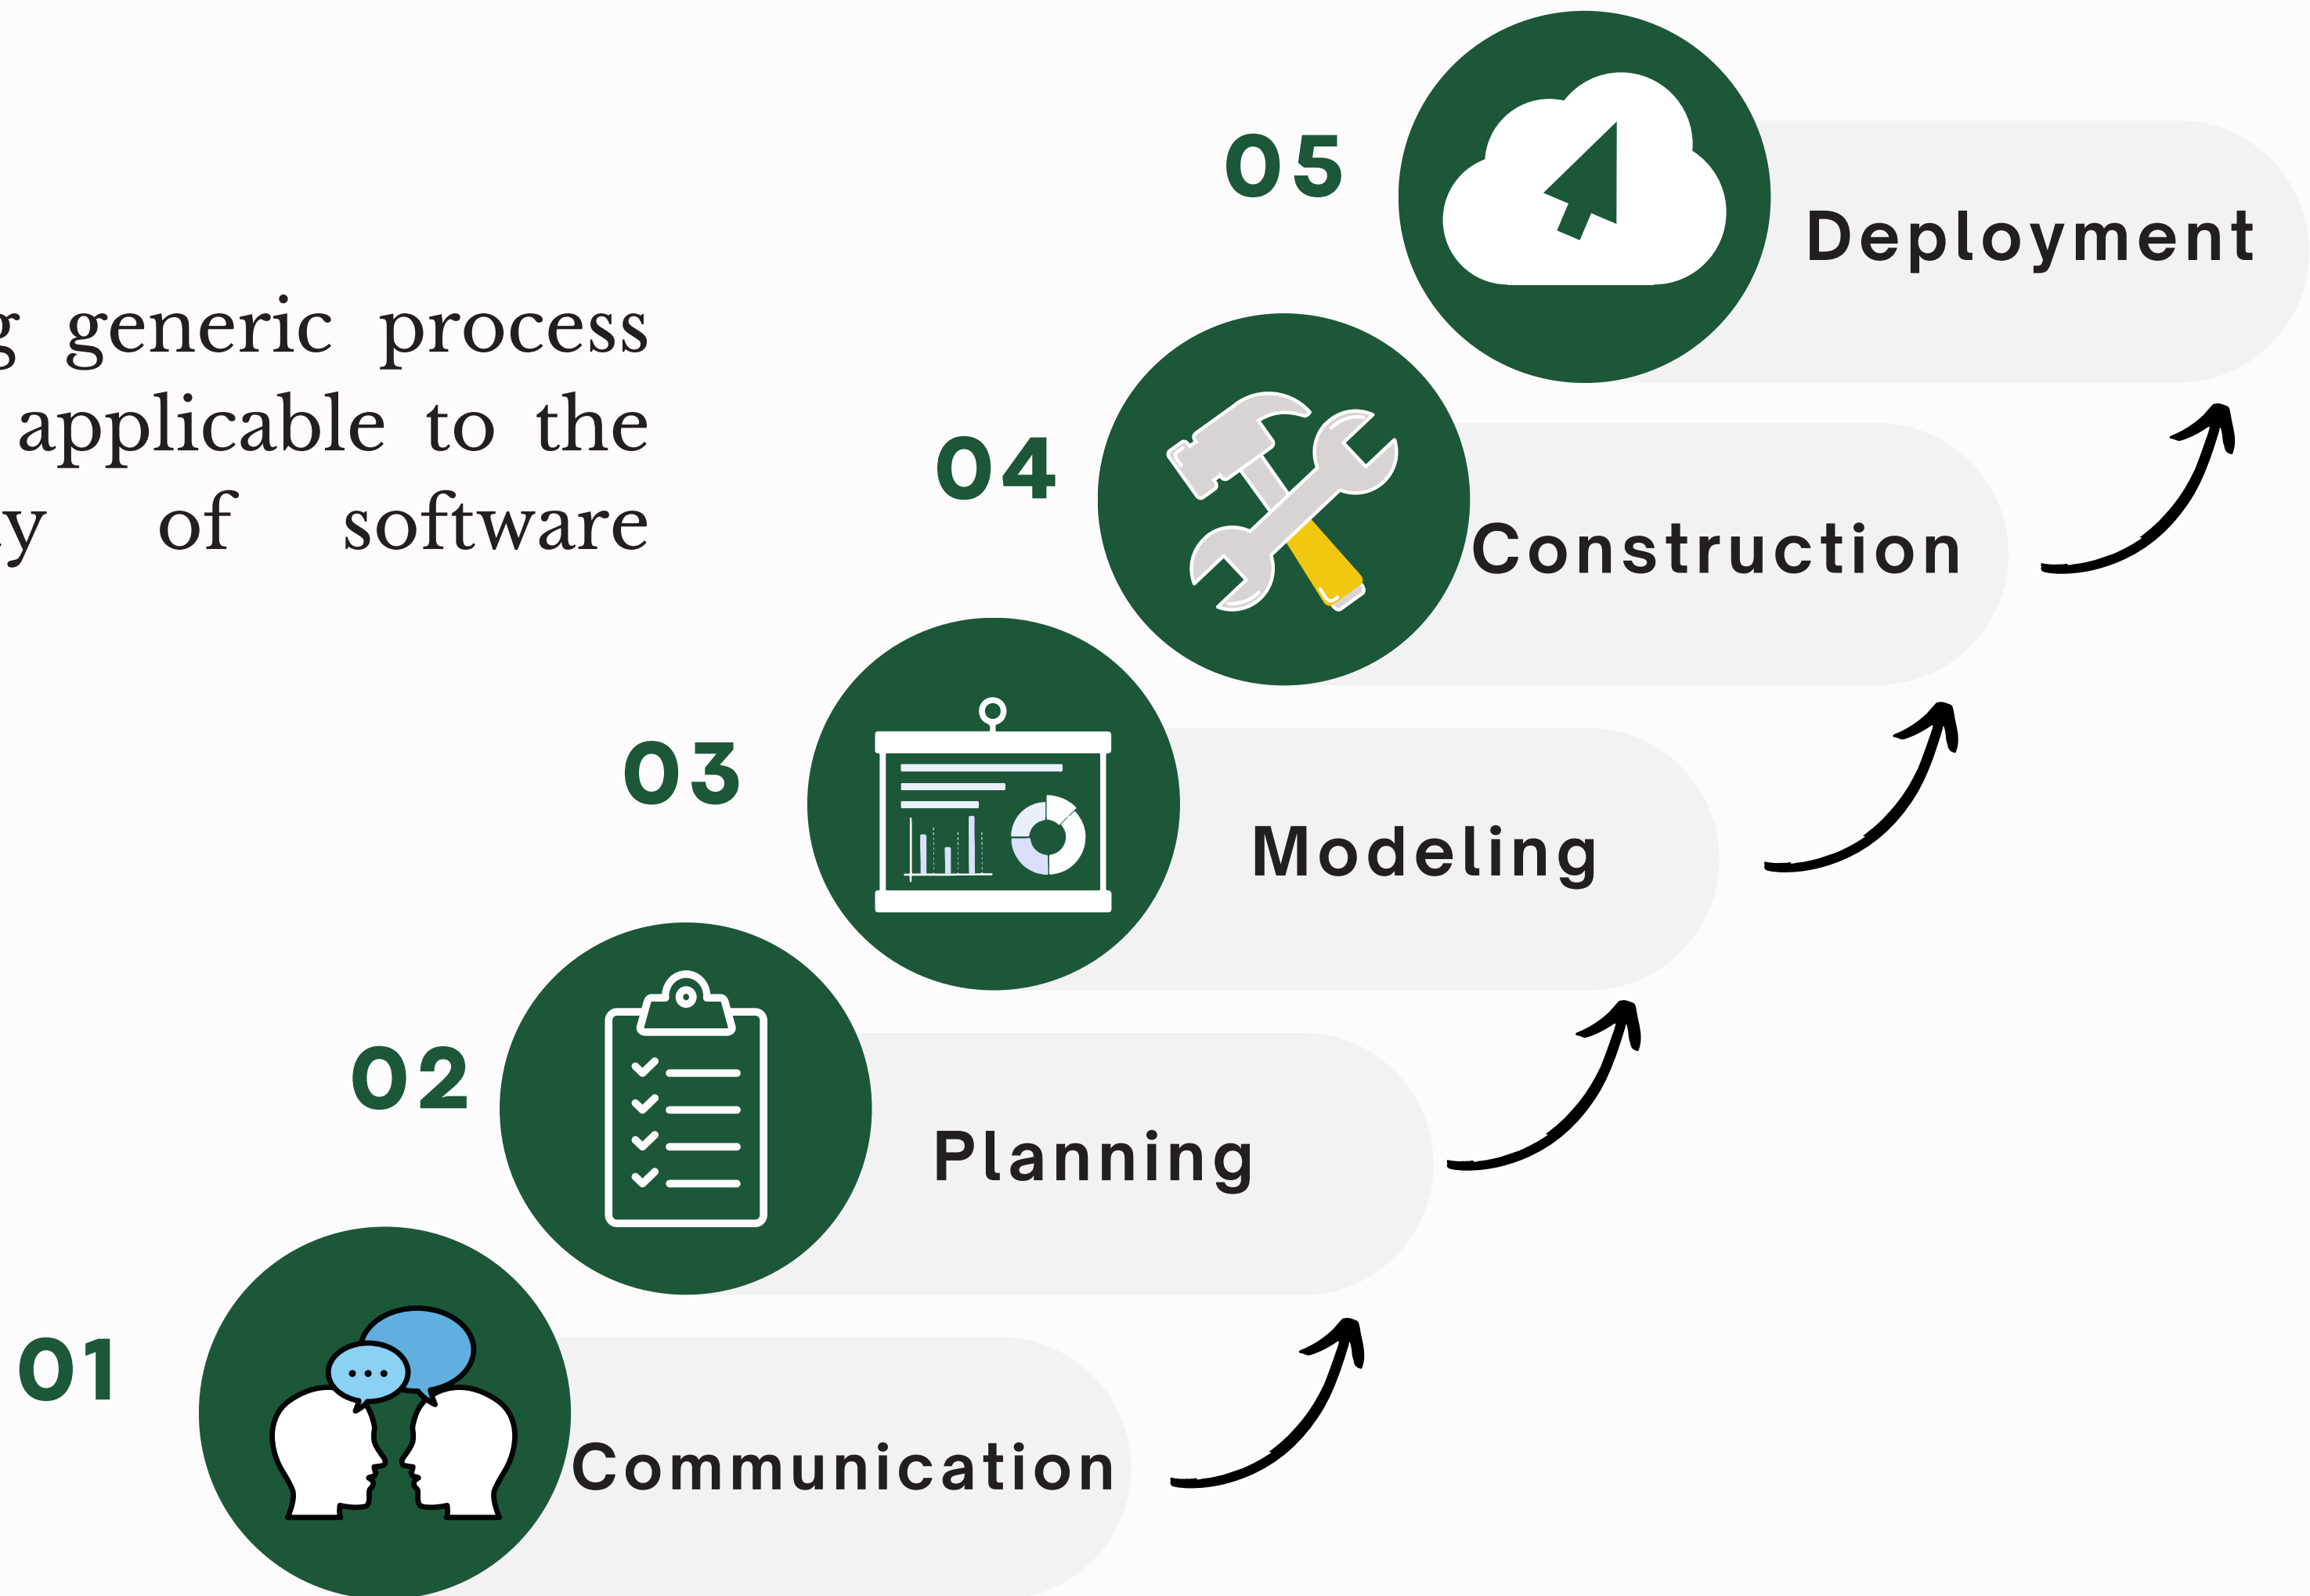 generic process
applicable to the
of software
05
Deployment
04
Construction
03
Modeling
02
Planning
01
Communication